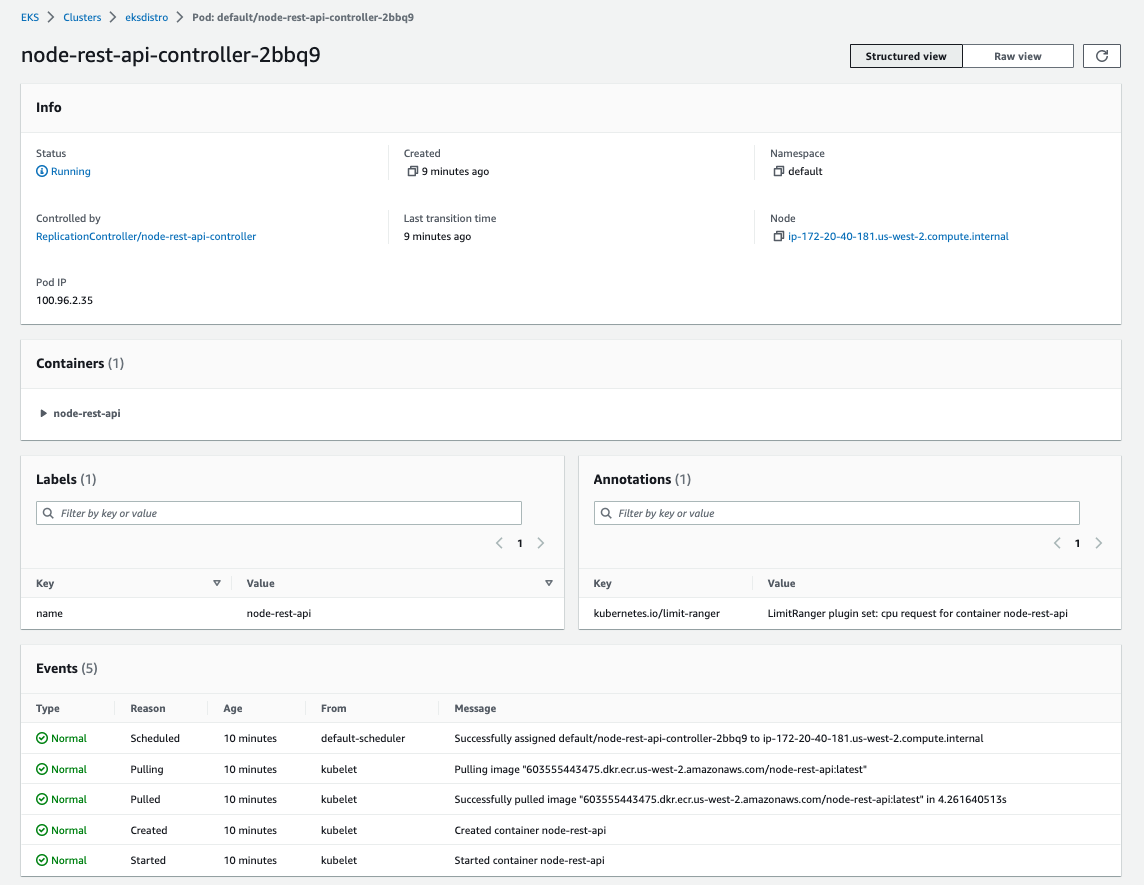 EKS > Clusters > eksdistro > Pod: default/node-rest-api-controller-2bbq9
node-rest-api-controller-2bbq9
Structured view Raw view
Info
Status Created Namespace
Running 9 minutes ago default
Controlled by Last transition time Node
ReplicationController/node-rest-api-controller 9 minutes ago ip-172-20-40-181.us-west-2.compute.internal
Pod IP
100.96.2.35
Containers (1)
node-rest-api
Labels (1)
Filter by key or value
1
Key Value
name node-rest-api
Annotations (1)
Filter by key or value
1
Key Value
kubernetes.io/limit-ranger LimitRanger plugin set: cpu request for container node-rest-api
Events (5)
Type Reason Age From Message
Normal Scheduled 10 minutes default-scheduler Successfully assigned default/node-rest-api-controller-2bbq9 to ip-172-20-40-181.us-west-2.compute.internal
Normal Pulling 10 minutes kubelet Pulling image "603555443475.dkr.ecr.us-west-2.amazonaws.com/node-rest-api:latest"
Normal Pulled 10 minutes kubelet Successfully pulled image "603555443475.dkr.ecr.us-west-2.amazonaws.com/node-rest-api:latest" in 4.261640513s
Normal Created 10 minutes kubelet Created container node-rest-api
Normal Started 10 minutes kubelet Started container node-rest-api